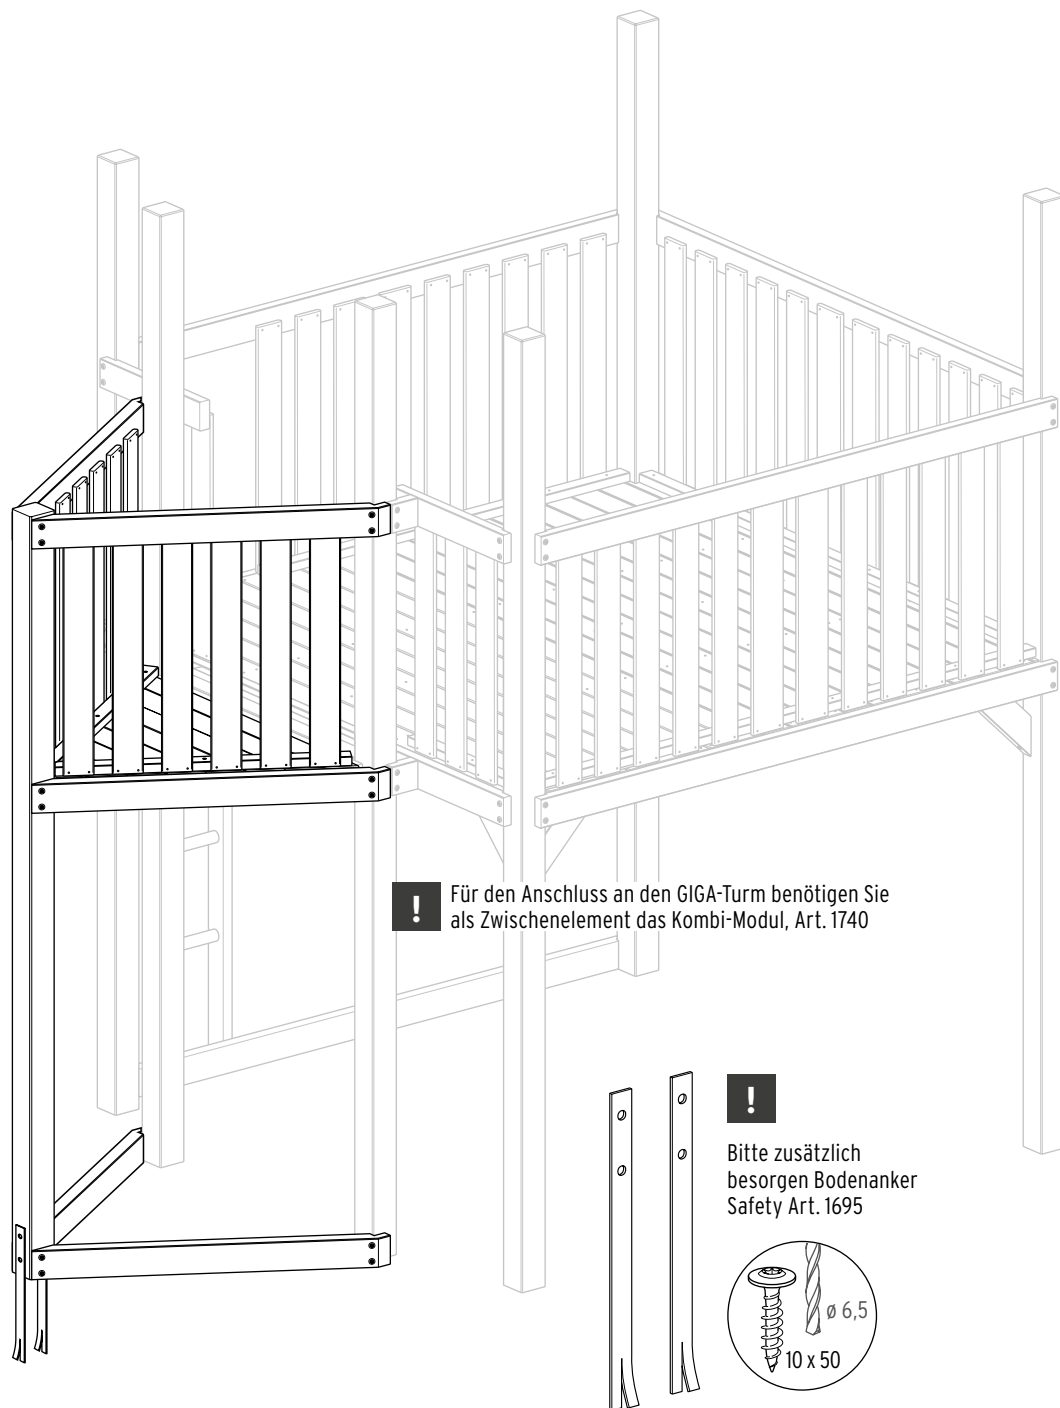 ! Für den Anschluss an den GIGA-Turm benötigen Sie
als Zwischenelement das Kombi-Modul, Art. 1740
!
Bitte zusätzlich
besorgen Bodenanker
Safety Art. 1695
ø 6,5
10 x 50